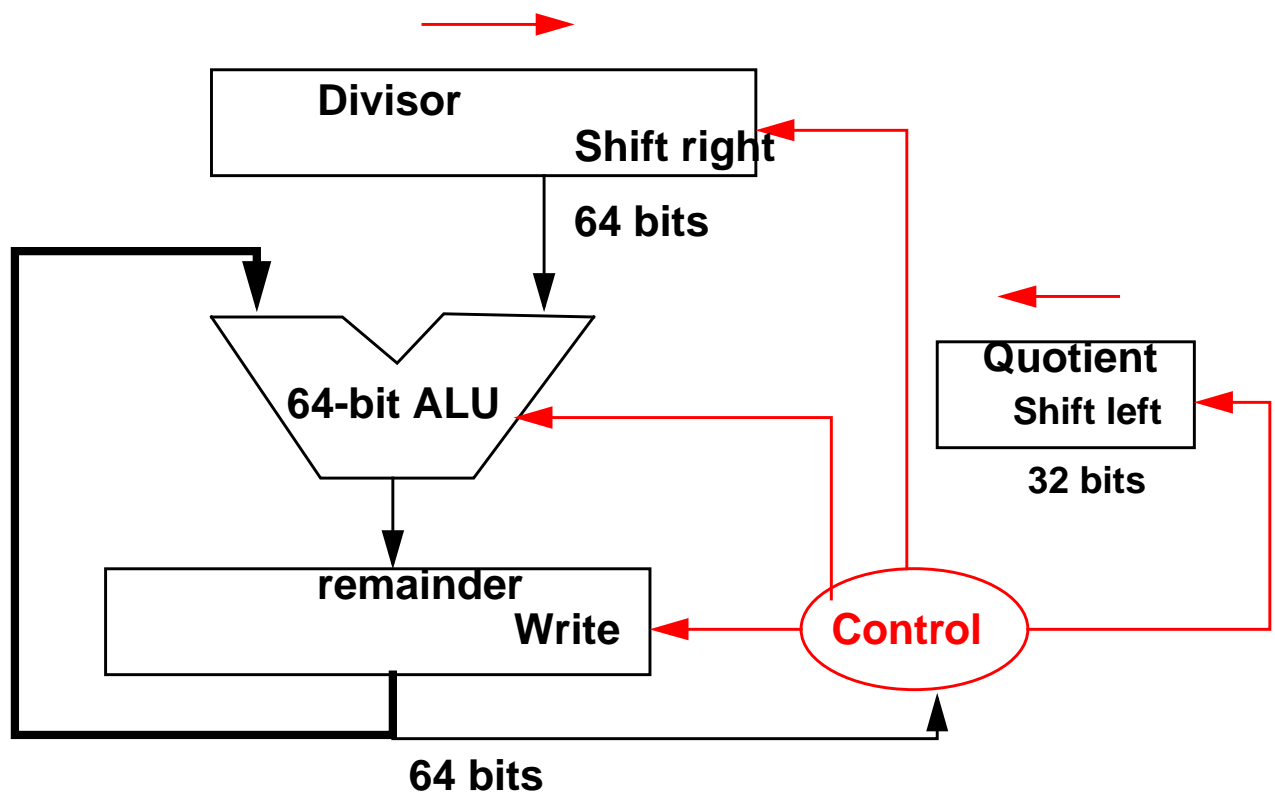 Divisor
Shift right
64 bits
Quotient
64-bit ALU
Shift left
32 bits
remainder
Write
Control
64 bits